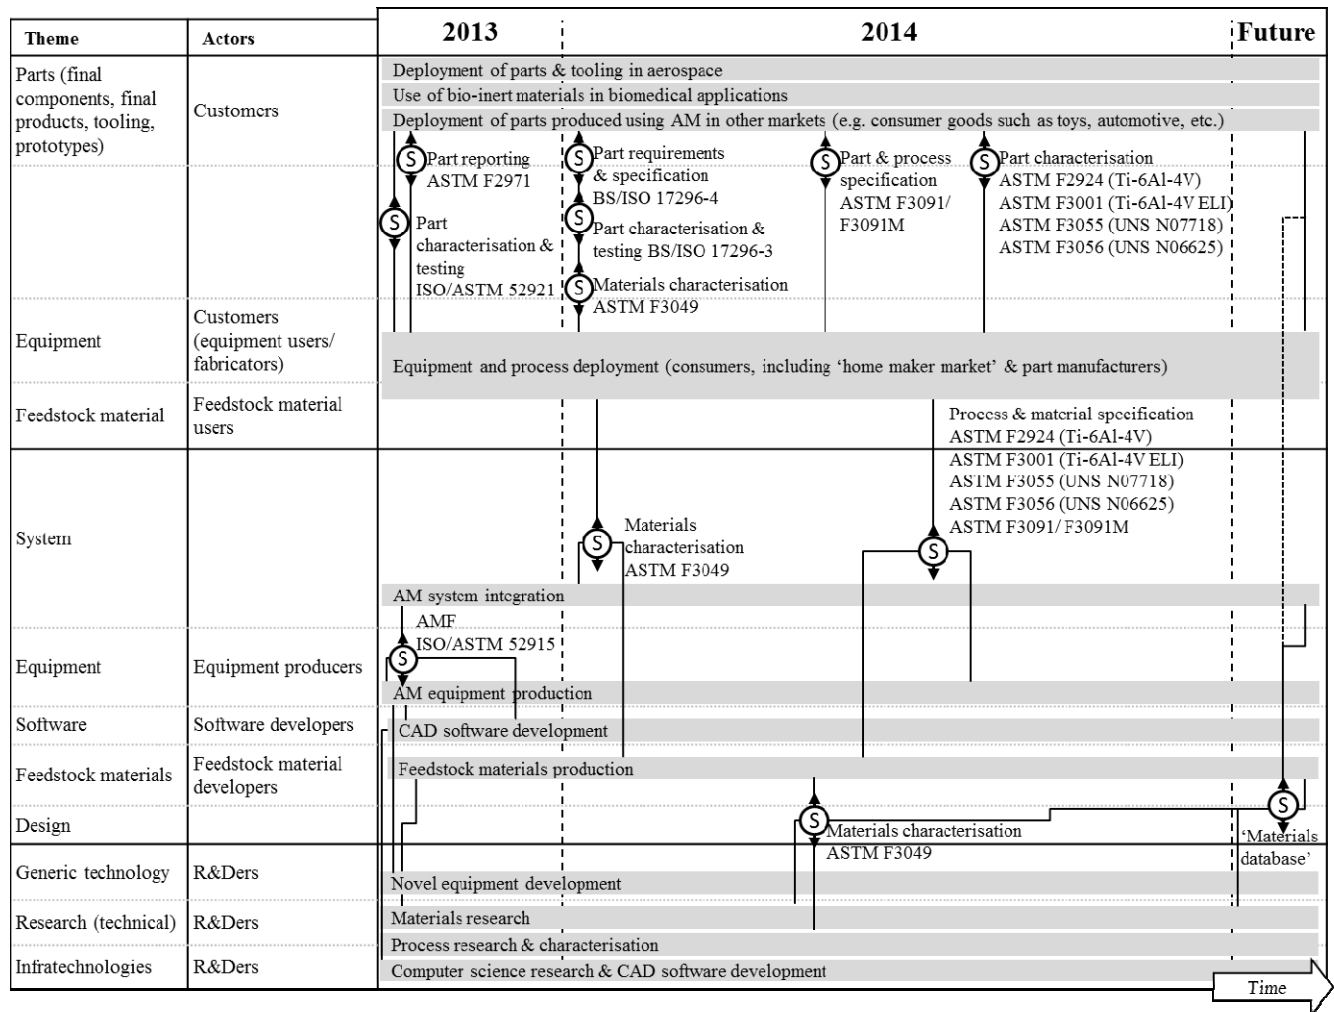 Theme
Actors
2013
2014
Future
Parts (final
components, final
products, tooling,
prototypes)
Customers
Deployment of parts & tooling in aerospace
Use of bio-inert materials in biomedical applications
Deployment of parts produced using AM in other markets (e.g. consumer goods such as toys, automotive, etc.)
S
Part reporting
ASTM F2971
S
Part
characterisation &
testing
ISO/ASTM 52921
S
Part requirements
& specification
BS/ISO 17296-4
S
Part characterisation &
testing BS/ISO 17296-3
S
Materials characterisation
ASTM F3049
S
Part & process
specification
ASTM F3091/
F3091M
S
Part characterisation
ASTM F2924 (Ti-6Al-4V)
ASTM F3001 (Ti-6Al-4V ELI)
ASTM F3055 (UNS N07718)
ASTM F3056 (UNS N06625)
Equipment
Customers
(equipment users/
fabricators)
Equipment and process deployment (consumers, including ‘home maker market’ & part manufacturers)
Feedstock material
Feedstock material
users
Process & material specification
ASTM F2924 (Ti-6Al-4V)
ASTM F3001 (Ti-6Al-4V ELI)
ASTM F3055 (UNS N07718)
ASTM F3056 (UNS N06625)
ASTM F3091/ F3091M
S
System
S
Materials
characterisation
ASTM F3049
AM system integration
AMF
ISO/ASTM 52915
S
Equipment
Equipment producers
AM equipment production
Software
Software developers
CAD software development
Feedstock materials
Feedstock material
developers
Feedstock materials production
Design
S
Materials characterisation
ASTM F3049
S
‘Materials
database’
Generic technology
R&Ders
Novel equipment development
Research (technical)
R&Ders
Materials research
Process research & characterisation
Infratechnologies
R&Ders
Computer science research & CAD software development
Time